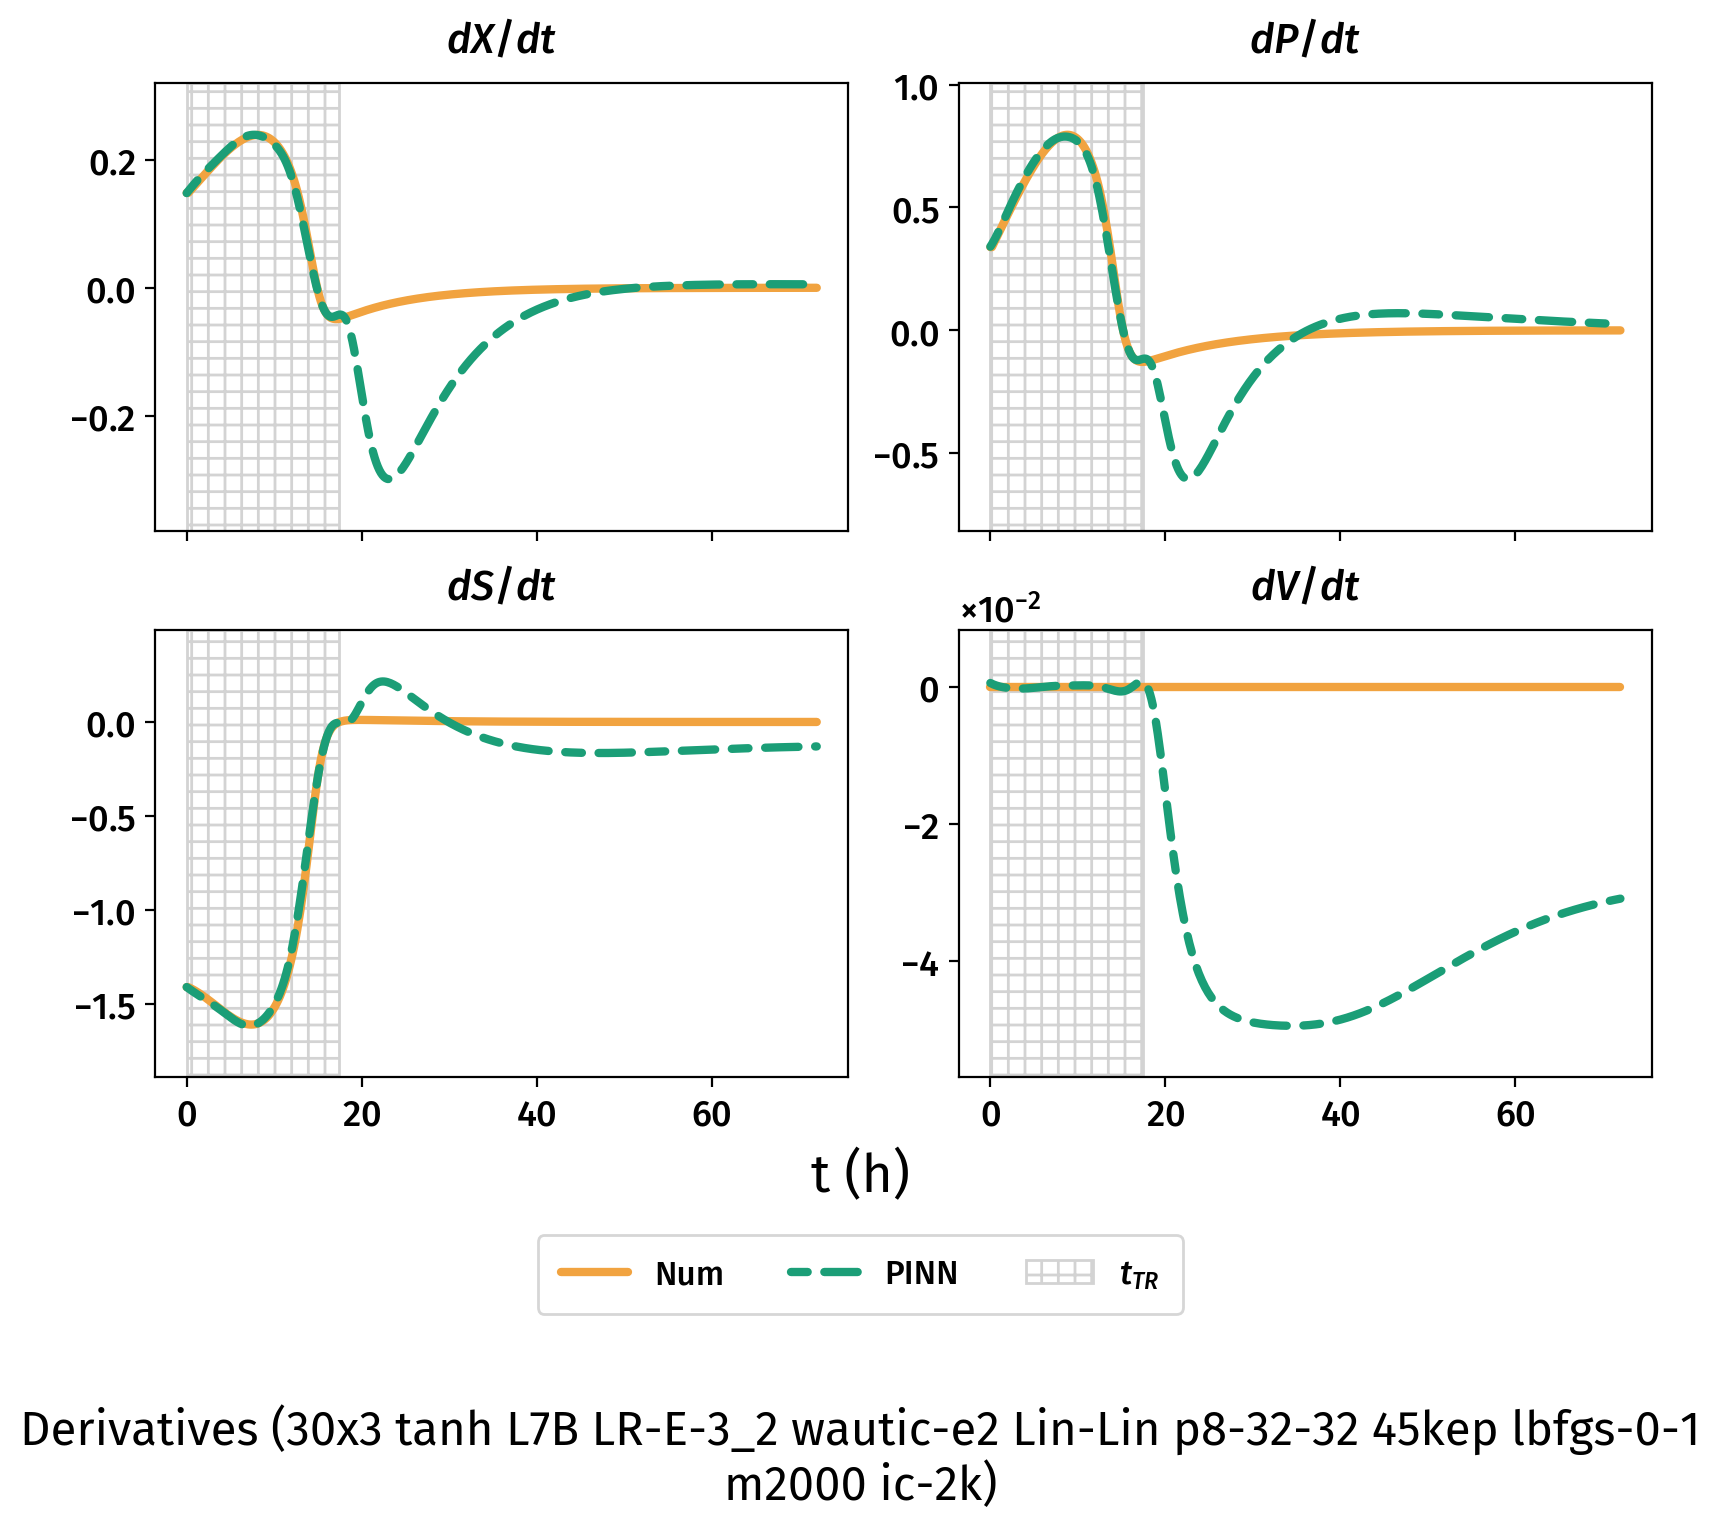 dX/dt
dP/dt
0.2
0.0
−0.2
1.0
0.5
0.0
−0.5
dS/dt
dV/dt
×10⁻²
0.0
−0.5
−1.0
−1.5
0
−2
−4
0 20 40 60
0 20 40 60
t (h)
Num PINN t_TR
Derivatives (30x3 tanh L7B LR-E-3_2 wautic-e2 Lin-Lin p8-32-32 45kep lbfgs-0-1
m2000 ic-2k)